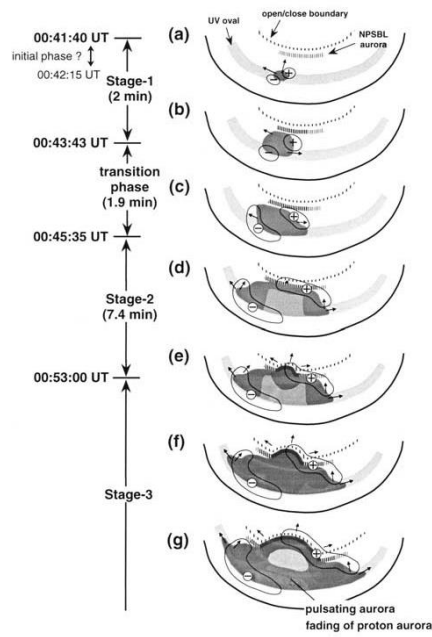 00:41:40 UT
initial phase ?
00:42:15 UT
Stage-1
(2 min)
00:43:43 UT
transition
phase
(1.9 min)
00:45:35 UT
Stage-2
(7.4 min)
00:53:00 UT
Stage-3
(a)
UV oval
open/close boundary
NPSBL
aurora
+
−
(b)
+
−
(c)
+
−
(d)
+
−
(e)
+
−
(f)
+
−
(g)
+
−
pulsating aurora
fading of proton aurora